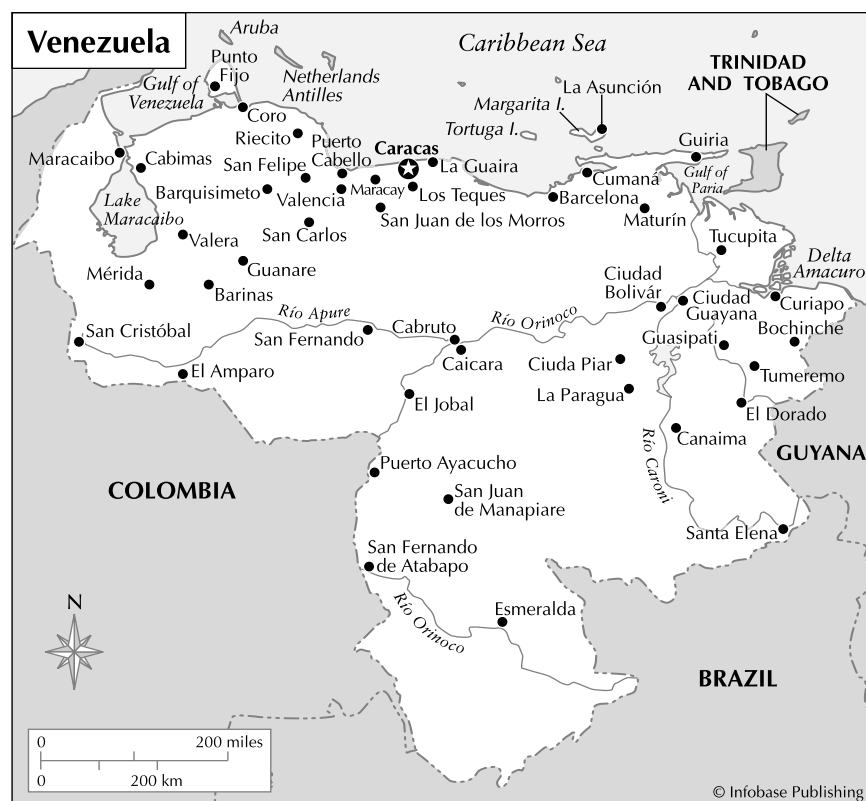 Venezuela
Aruba
Caribbean Sea
Netherlands
Antilles
Punto
Fijo
Gulf of
Venezuela
TRINIDAD
AND TOBAGO
La Asunción
Margarita I.
Tortuga I.
Coro
Riecito
Puerto
Cabello
Caracas
La Guaira
Guiria
Gulf of
Paria
Maracaibo
Cabimas
San Felipe
Maracay
Los Teques
Cumaná
Barquisimeto
Valencia
Barcelona
Lake
Maracaibo
San Juan de los Morros
Maturín
San Carlos
Valera
Tucupita
Delta
Amacuro
Guanare
Mérida
Barinas
Ciudad
Bolivár
Ciudad
Guayana
Curiapo
Río Apure
Río Orinoco
San Cristóbal
San Fernando
Cabruto
Caicara
Bochinche
Guasipati
Ciuda Piar
El Amparo
Tumeremo
La Paragua
El Jobal
El Dorado
Canaima
GUYANA
Río Caroni
Puerto Ayacucho
COLOMBIA
San Juan
de Manapiare
Santa Elena
San Fernando
de Atabapo
N
Río Orinoco
Esmeralda
BRAZIL
0 200 miles
0 200 km
© Infobase Publishing